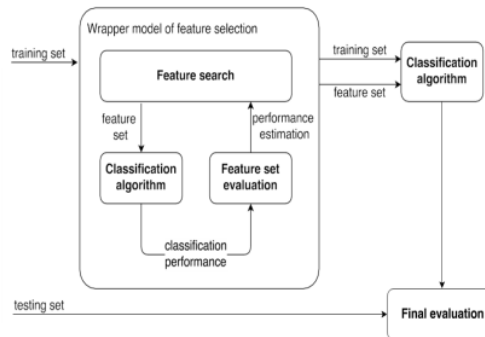 Wrapper model of feature selection
training set
Feature search
feature
set
performance
estimation
Classification
algorithm
Feature set
evaluation
classification
performance
training set
feature set
Classification
algorithm
testing set
Final evaluation